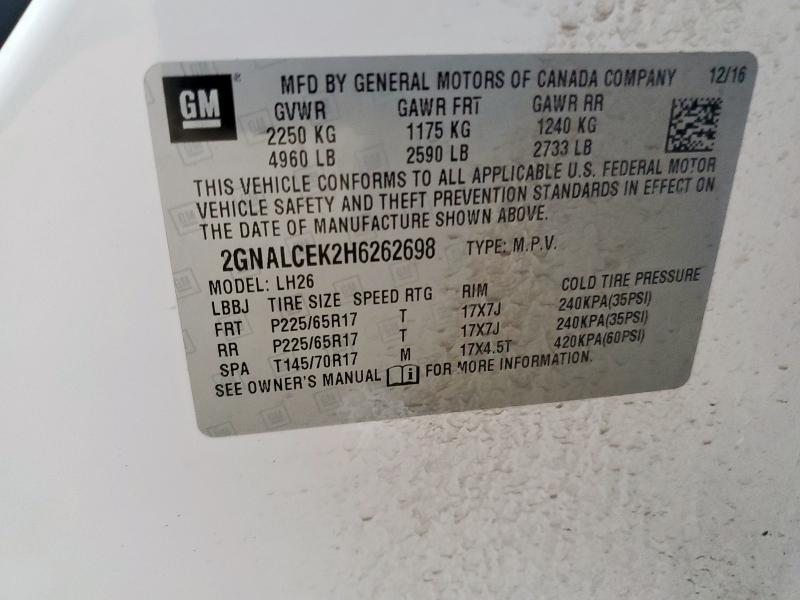 GM® MFD BY GENERAL MOTORS OF CANADA COMPANY 12/16
GVWR GAWR FRT GAWR RR
2250 KG 1175 KG 1240 KG
4960 LB 2590 LB 2733 LB
THIS VEHICLE CONFORMS TO ALL APPLICABLE U.S. FEDERAL MOTOR
VEHICLE SAFETY AND THEFT PREVENTION STANDARDS IN EFFECT ON
THE DATE OF MANUFACTURE SHOWN ABOVE.
2GNALCEK2H6262698 TYPE: M.P.V.
MODEL: LH26
LBBJ TIRE SIZE SPEED RTG RIM COLD TIRE PRESSURE
FRT P225/65R17 T 17X7J 240KPA(35PSI)
RR P225/65R17 T 17X7J 240KPA(35PSI)
SPA T145/70R17 M 17X4.5T 420KPA(60PSI)
SEE OWNER'S MANUAL FOR MORE INFORMATION.